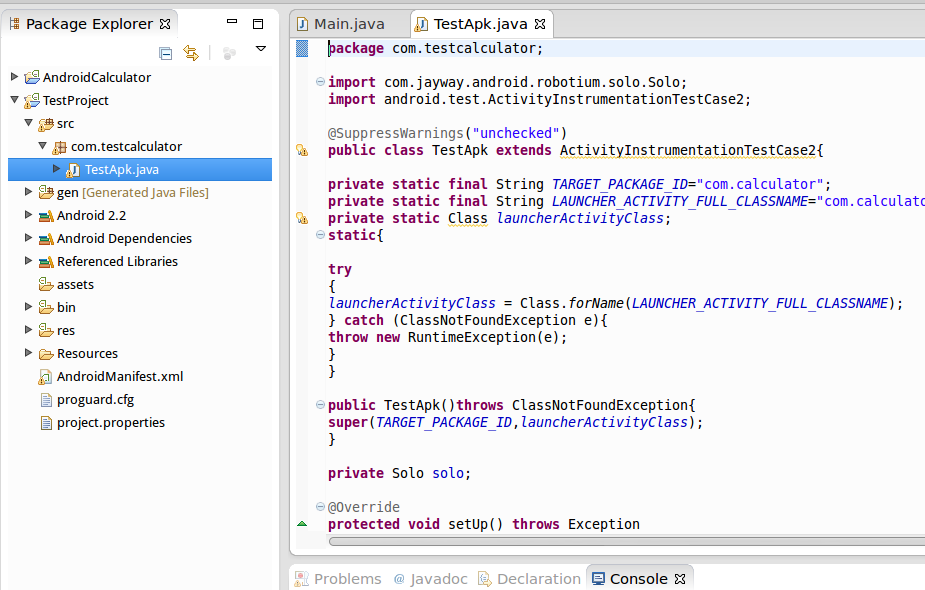 Package Explorer
AndroidCalculator
TestProject
src
com.testcalculator
TestApk.java
gen [Generated Java Files]
Android 2.2
Android Dependencies
Referenced Libraries
assets
bin
res
Resources
AndroidManifest.xml
proguard.cfg
project.properties
Main.java
TestApk.java
package com.testcalculator;
import com.jayway.android.robotium.solo.Solo;
import android.test.ActivityInstrumentationTestCase2;
@SuppressWarnings("unchecked")
public class TestApk extends ActivityInstrumentationTestCase2{
private static final String TARGET_PACKAGE_ID="com.calculator";
private static final String LAUNCHER_ACTIVITY_FULL_CLASSNAME="com.calculato
private static Class launcherActivityClass;
static{
try
{
launcherActivityClass = Class.forName(LAUNCHER_ACTIVITY_FULL_CLASSNAME);
} catch (ClassNotFoundException e){
throw new RuntimeException(e);
}
}
public TestApk()throws ClassNotFoundException{
super(TARGET_PACKAGE_ID,launcherActivityClass);
}
private Solo solo;
@Override
protected void setUp() throws Exception
Problems @ Javadoc Declaration Console